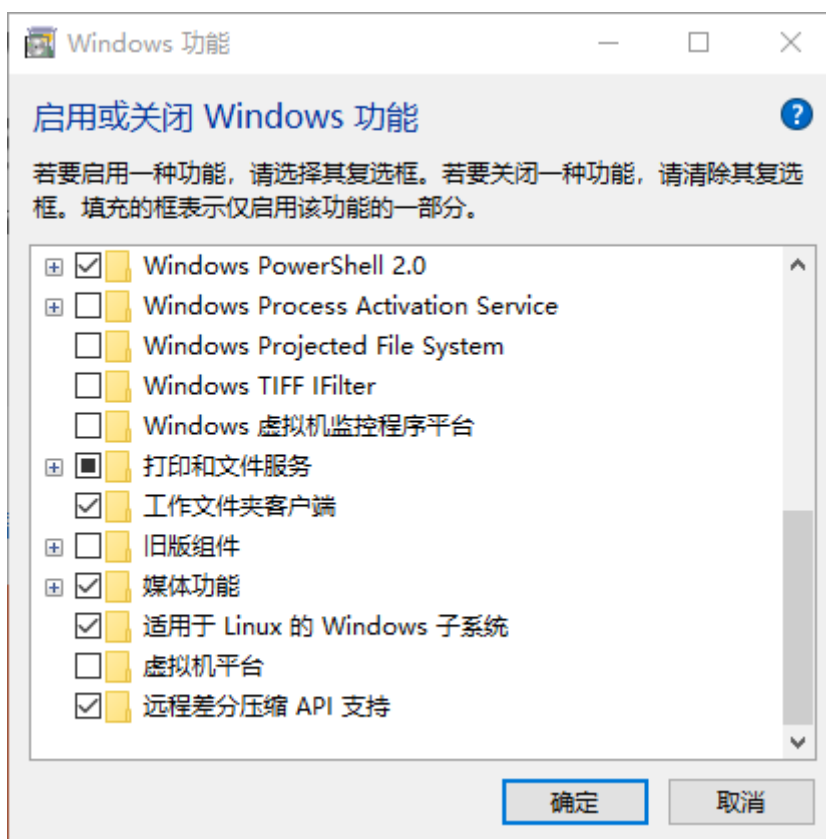 Windows 功能
启用或关闭 Windows 功能
若要启用一种功能，请选择其复选框。若要关闭一种功能，请清除其复选
框。填充的框表示仅启用该功能的一部分。
Windows PowerShell 2.0
Windows Process Activation Service
Windows Projected File System
Windows TIFF IFilter
Windows 虚拟机监控程序平台
打印和文件服务
工作文件夹客户端
旧版组件
媒体功能
适用于 Linux 的 Windows 子系统
虚拟机平台
远程差分压缩 API 支持
确定 取消